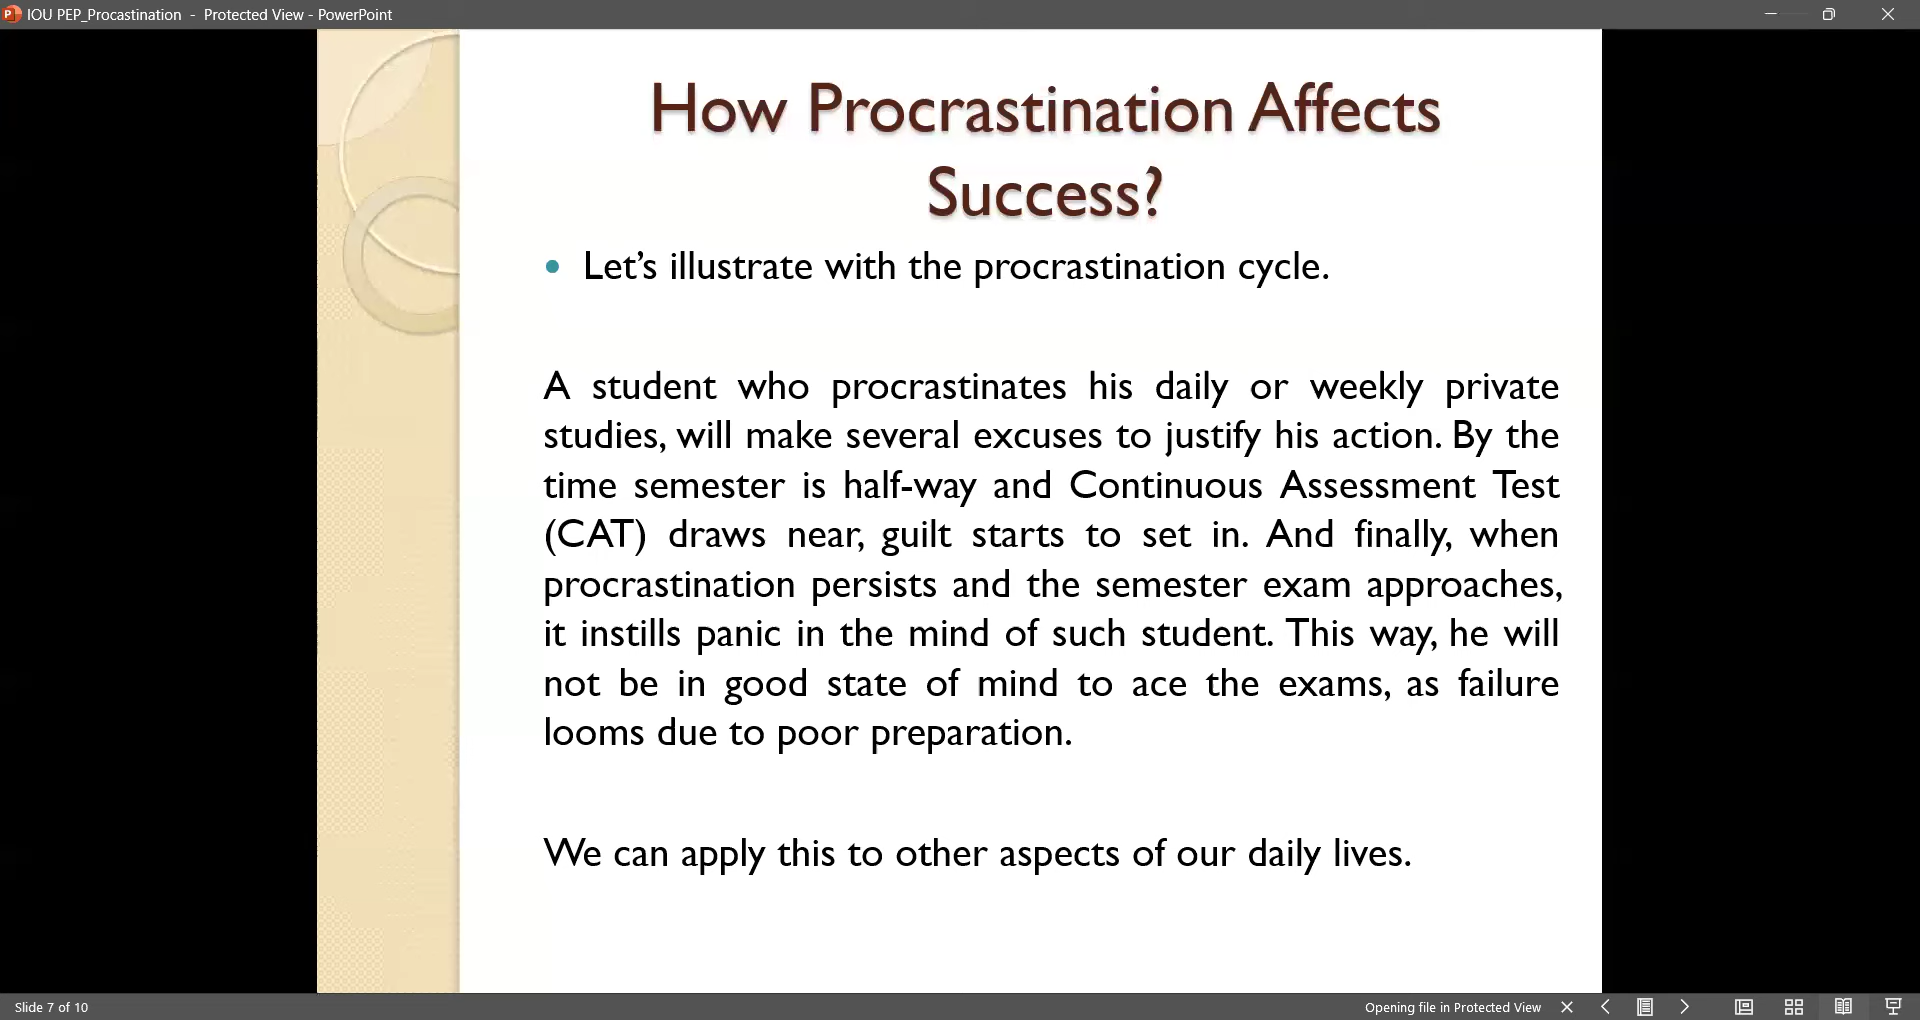 IOU PEP_Procastination - Protected View - PowerPoint
How Procrastination Affects
Success?
• Let's illustrate with the procrastination cycle.
A student who procrastinates his daily or weekly private
studies, will make several excuses to justify his action. By the
time semester is half-way and Continuous Assessment Test
(CAT) draws near, guilt starts to set in. And finally, when
procrastination persists and the semester exam approaches,
it instills panic in the mind of such student. This way, he will
not be in good state of mind to ace the exams, as failure
looms due to poor preparation.
We can apply this to other aspects of our daily lives.
Slide 7 of 10
Opening file in Protected View